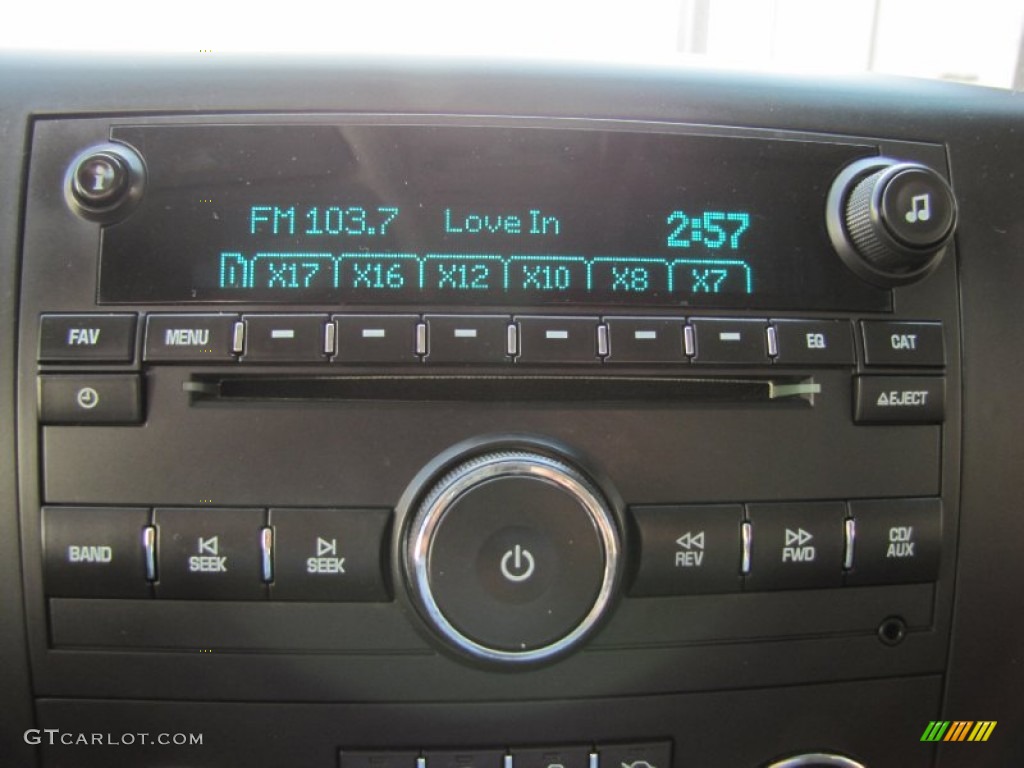 i
FM 103.7 Love In 2:57
1 X17 X16 X12 X10 X8 X7
FAV MENU EQ CAT
EJECT
BAND SEEK SEEK REV FWD CD/
AUX
GTCARLOT.COM